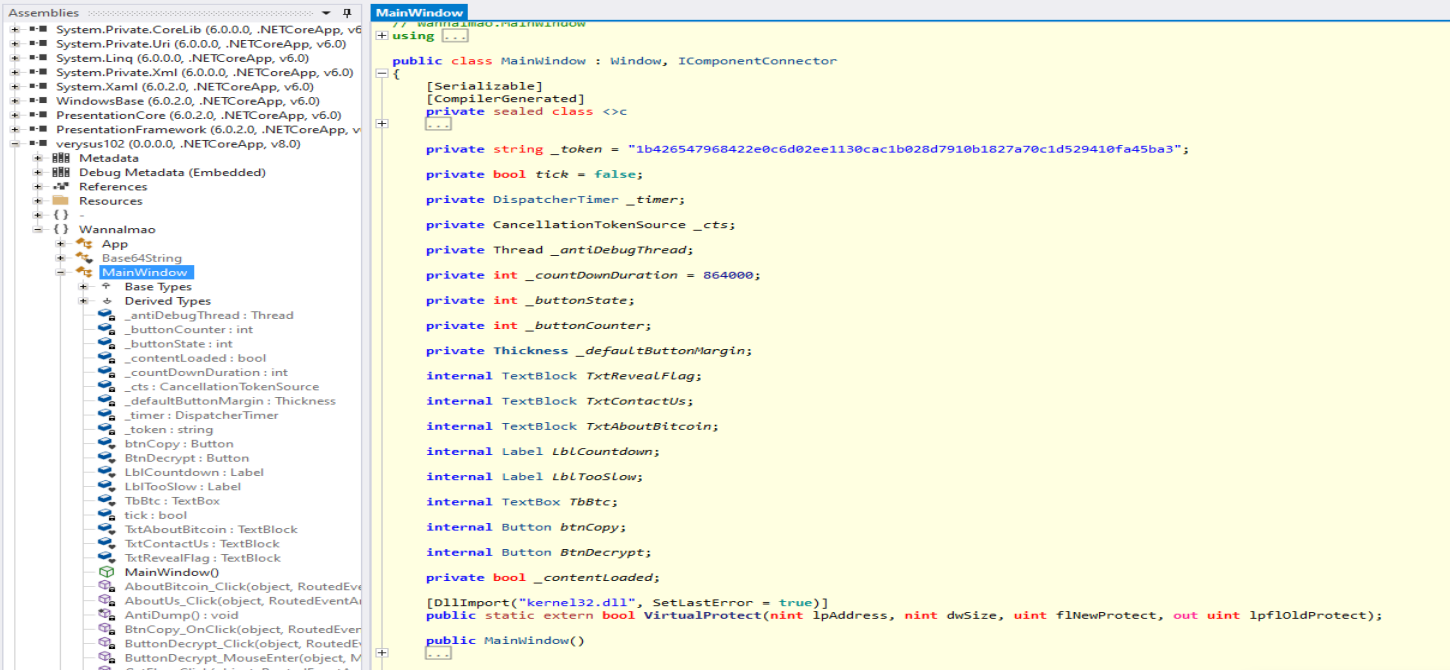 Assemblies
System.Private.CoreLib (6.0.0.0, .NETCoreApp, v6
System.Private.Uri (6.0.0.0, .NETCoreApp, v6.0)
System.Linq (6.0.0.0, .NETCoreApp, v6.0)
System.Private.Xml (6.0.0.0, .NETCoreApp, v6.0)
System.Xaml (6.0.2.0, .NETCoreApp, v6.0)
WindowsBase (6.0.2.0, .NETCoreApp, v6.0)
PresentationCore (6.0.2.0, .NETCoreApp, v6.0)
PresentationFramework (6.0.2.0, .NETCoreApp, v
verysus102 (0.0.0.0, .NETCoreApp, v8.0)
Metadata
Debug Metadata (Embedded)
References
Resources
{} -
{} Wannalmao
App
Base64String
MainWindow
Base Types
Derived Types
_antiDebugThread : Thread
_buttonCounter : int
_buttonState : int
_contentLoaded : bool
_countDownDuration : int
_cts : CancellationTokenSource
_defaultButtonMargin : Thickness
_timer : DispatcherTimer
_token : string
btnCopy : Button
BtnDecrypt : Button
LblCountdown : Label
LblTooSlow : Label
TbBtc : TextBox
tick : bool
TxtAboutBitcoin : TextBlock
TxtContactUs : TextBlock
TxtRevealFlag : TextBlock
MainWindow()
AboutBitcoin_Click(object, RoutedEve
AboutUs_Click(object, RoutedEventAr
AntiDump() : void
BtnCopy_OnClick(object, RoutedEver
ButtonDecrypt_Click(object, RoutedEv
ButtonDecrypt_MouseEnter(object, M
MainWindow
// Wannalmao.MainWindow
using ...
public class MainWindow : Window, IComponentConnector
{
[Serializable]
[CompilerGenerated]
private sealed class <>c
...
private string _token = "1b426547968422e0c6d02ee1130cac1b028d7910b1827a70c1d529410fa45ba3";
private bool tick = false;
private DispatcherTimer _timer;
private CancellationTokenSource _cts;
private Thread _antiDebugThread;
private int _countDownDuration = 864000;
private int _buttonState;
private int _buttonCounter;
private Thickness _defaultButtonMargin;
internal TextBlock TxtRevealFlag;
internal TextBlock TxtContactUs;
internal TextBlock TxtAboutBitcoin;
internal Label LblCountdown;
internal Label LblTooSlow;
internal TextBox TbBtc;
internal Button btnCopy;
internal Button BtnDecrypt;
private bool _contentLoaded;
[DllImport("kernel32.dll", SetLastError = true)]
public static extern bool VirtualProtect(nint lpAddress, nint dwSize, uint flNewProtect, out uint lpflOldProtect);
public MainWindow()
...